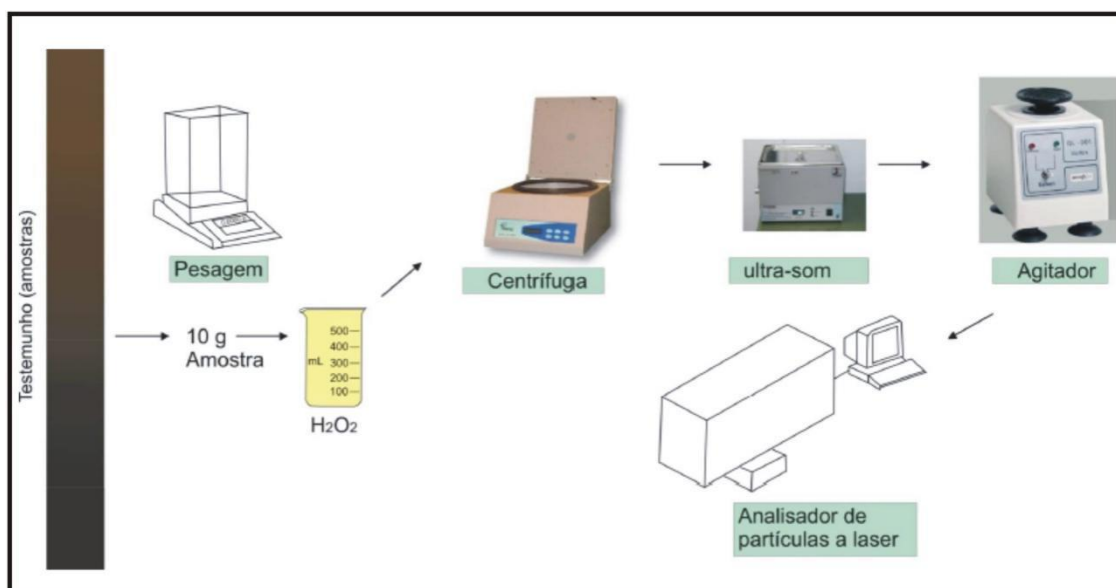 Testemunho (amostras)
Pesagem
10 g
Amostra
500
400
mL 300
200
100
H2O2
Centrífuga
ultra-som
Agitador
Analisador de
partículas a laser